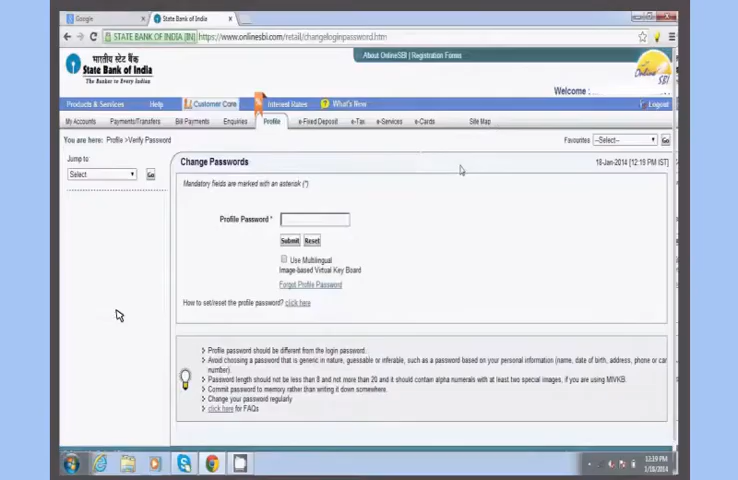 Google
State Bank of India
STATE BANK OF INDIA [IN] https://www.onlinesbi.com/retail/changeloginpassword.htm
भारतीय स्टेट बैंक
State Bank of India
The Banker to Every Indian
About OnlineSBI | Registration Forms
Online SBI
Welcome :
Products & Services Help Customer Care Interest Rates What's New Logout
My Accounts Payments/Transfers Bill Payments Enquiries Profile e-Fixed Deposit e-Tax e-Services e-Cards Site Map
You are here: Profile >Verify Password
Favourites --Select-- Go
Jump to
Select Go
Change Passwords
18-Jan-2014 [12:19 PM IST]
Mandatory fields are marked with an asterisk (*)
Profile Password *
Submit Reset
Use Multilingual
Image-based Virtual Key Board
Forgot Profile Password
How to set/reset the profile password? click here
> Profile password should be different from the login password.
> Avoid choosing a password that is generic in nature, guessable or inferable, such as a password based on your personal information (name, date of birth, address, phone or car
number).
> Password length should not be less than 8 and not more than 20 and it should contain alpha numerals with at least two special images, if you are using MIVKB.
> Commit password to memory rather than writing it down somewhere.
> Change your password regularly
> click here for FAQs
12:19 PM
1/18/2014